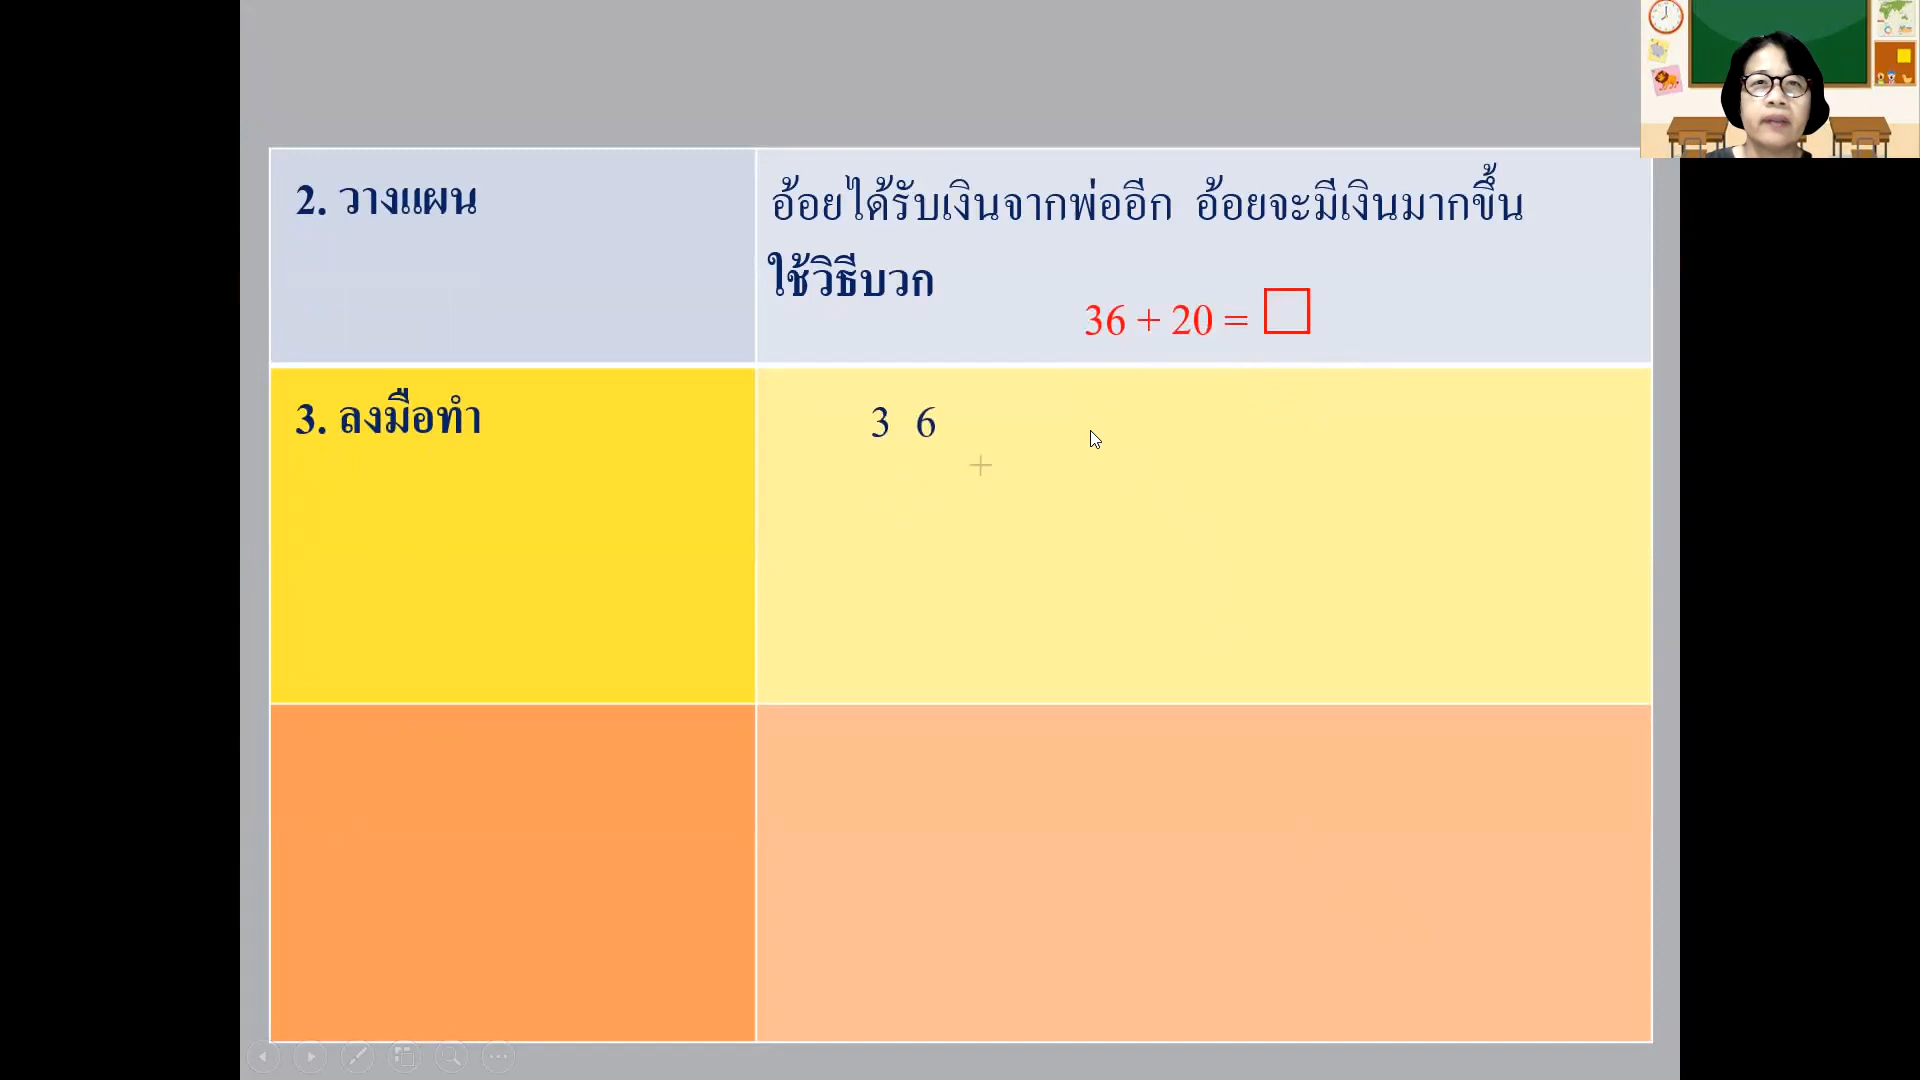 2. วางแผน
อ้อยได้รับเงินจากพ่ออีก อ้อยจะมีเงินมากขึ้น
ใช้วิธีบวก
36 + 20 = □
3. ลงมือทำ
3 6
+